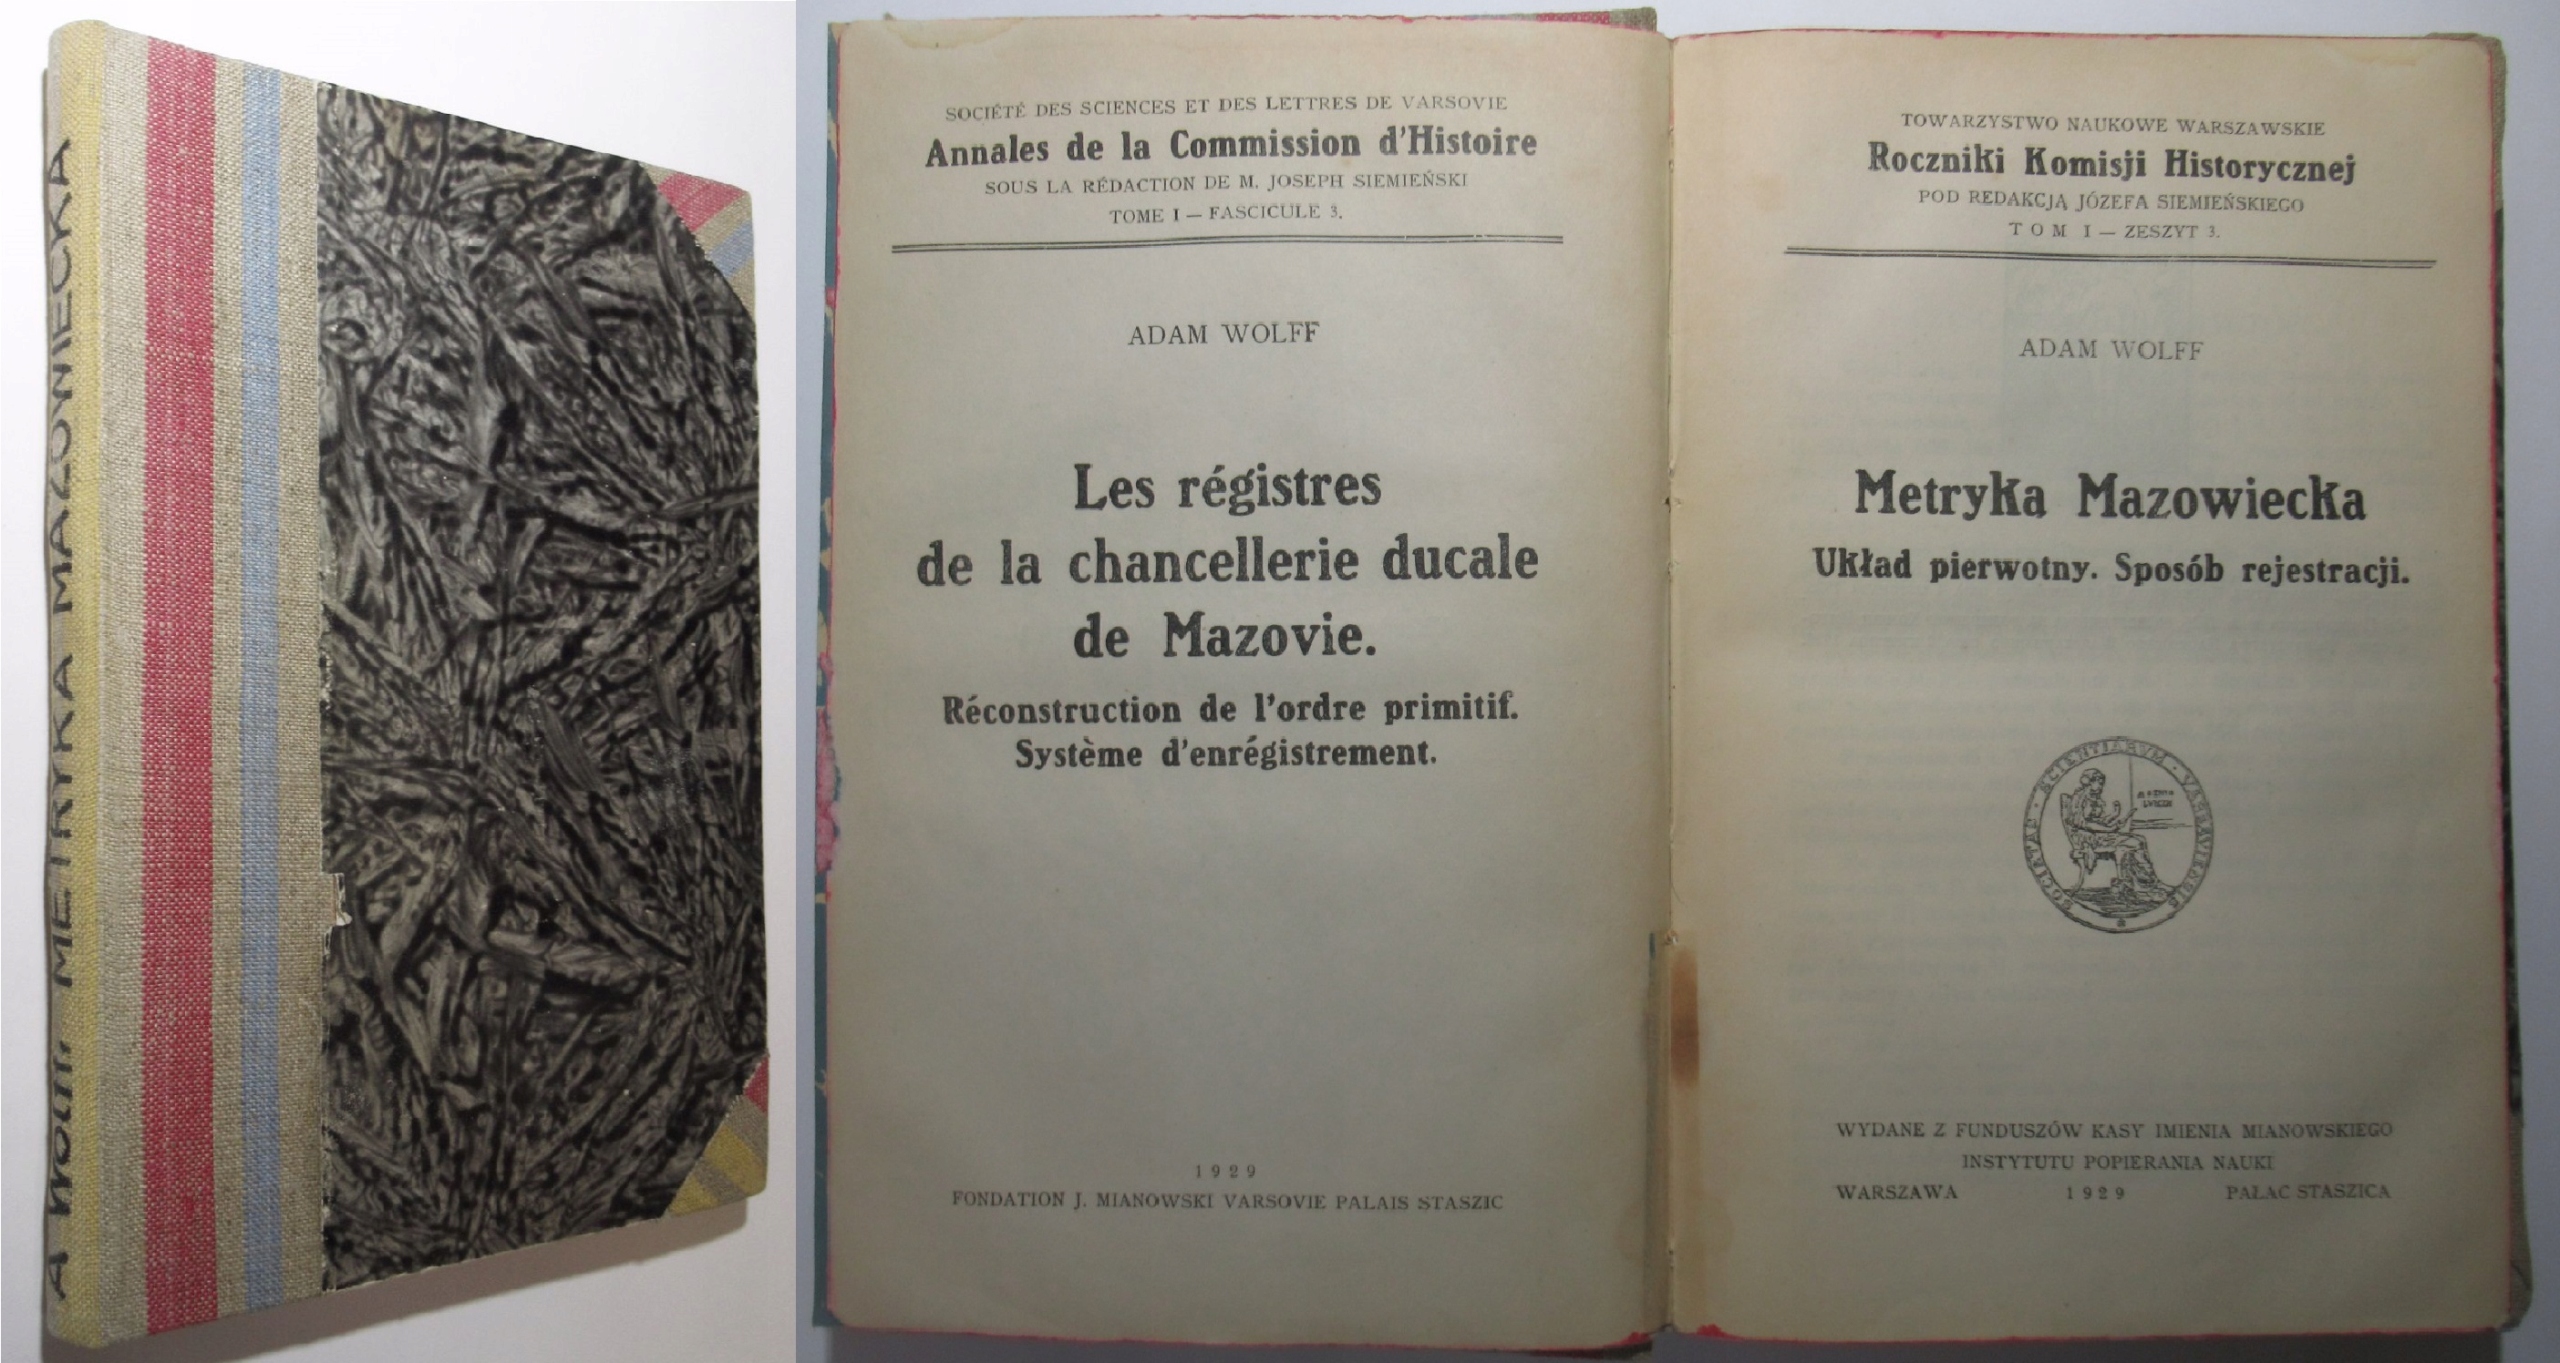 A Wolff, METRYKA MAZOWIECKA
SOCIÉTÉ DES SCIENCES ET DES LETTRES DE VARSOVIE
Annales de la Commission d'Histoire
SOUS LA RÉDACTION DE M. JOSEPH SIEMIEŃSKI
TOME I — FASCICULE 3.
ADAM WOLFF
Les régistres
de la chancellerie ducale
de Mazovie.
Réconstruction de l'ordre primitif.
Système d'enrégistrement.
1929
FONDATION J. MIANOWSKI VARSOVIE PALAIS STASZIC
TOWARZYSTWO NAUKOWE WARSZAWSKIE
Roczniki Komisji Historycznej
POD REDAKCJĄ JÓZEFA SIEMIEŃSKIEGO
TOM I — ZESZYT 3.
ADAM WOLFF
Metryka Mazowiecka
Układ pierwotny. Sposób rejestracji.
SOCIETAS · SCIENTIARVM · VARSAVIENSIS
WYDANE Z FUNDUSZÓW KASY IMIENIA MIANOWSKIEGO
INSTYTUTU POPIERANIA NAUKI
WARSZAWA 1929 PAŁAC STASZICA